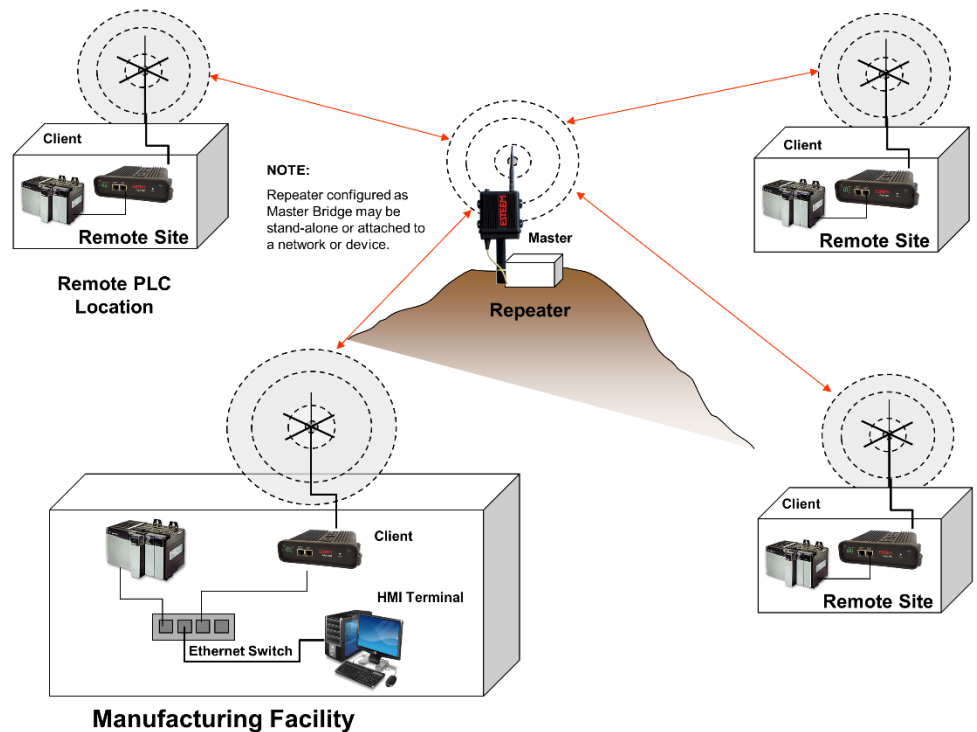 Client
Remote Site
Remote PLC
Location
NOTE:
Repeater configured as
Master Bridge may be
stand-alone or attached to
a network or device.
ESTEEM
Master
Repeater
Client
Remote Site
Client
Remote Site
Client
HMI Terminal
Ethernet Switch
Manufacturing Facility